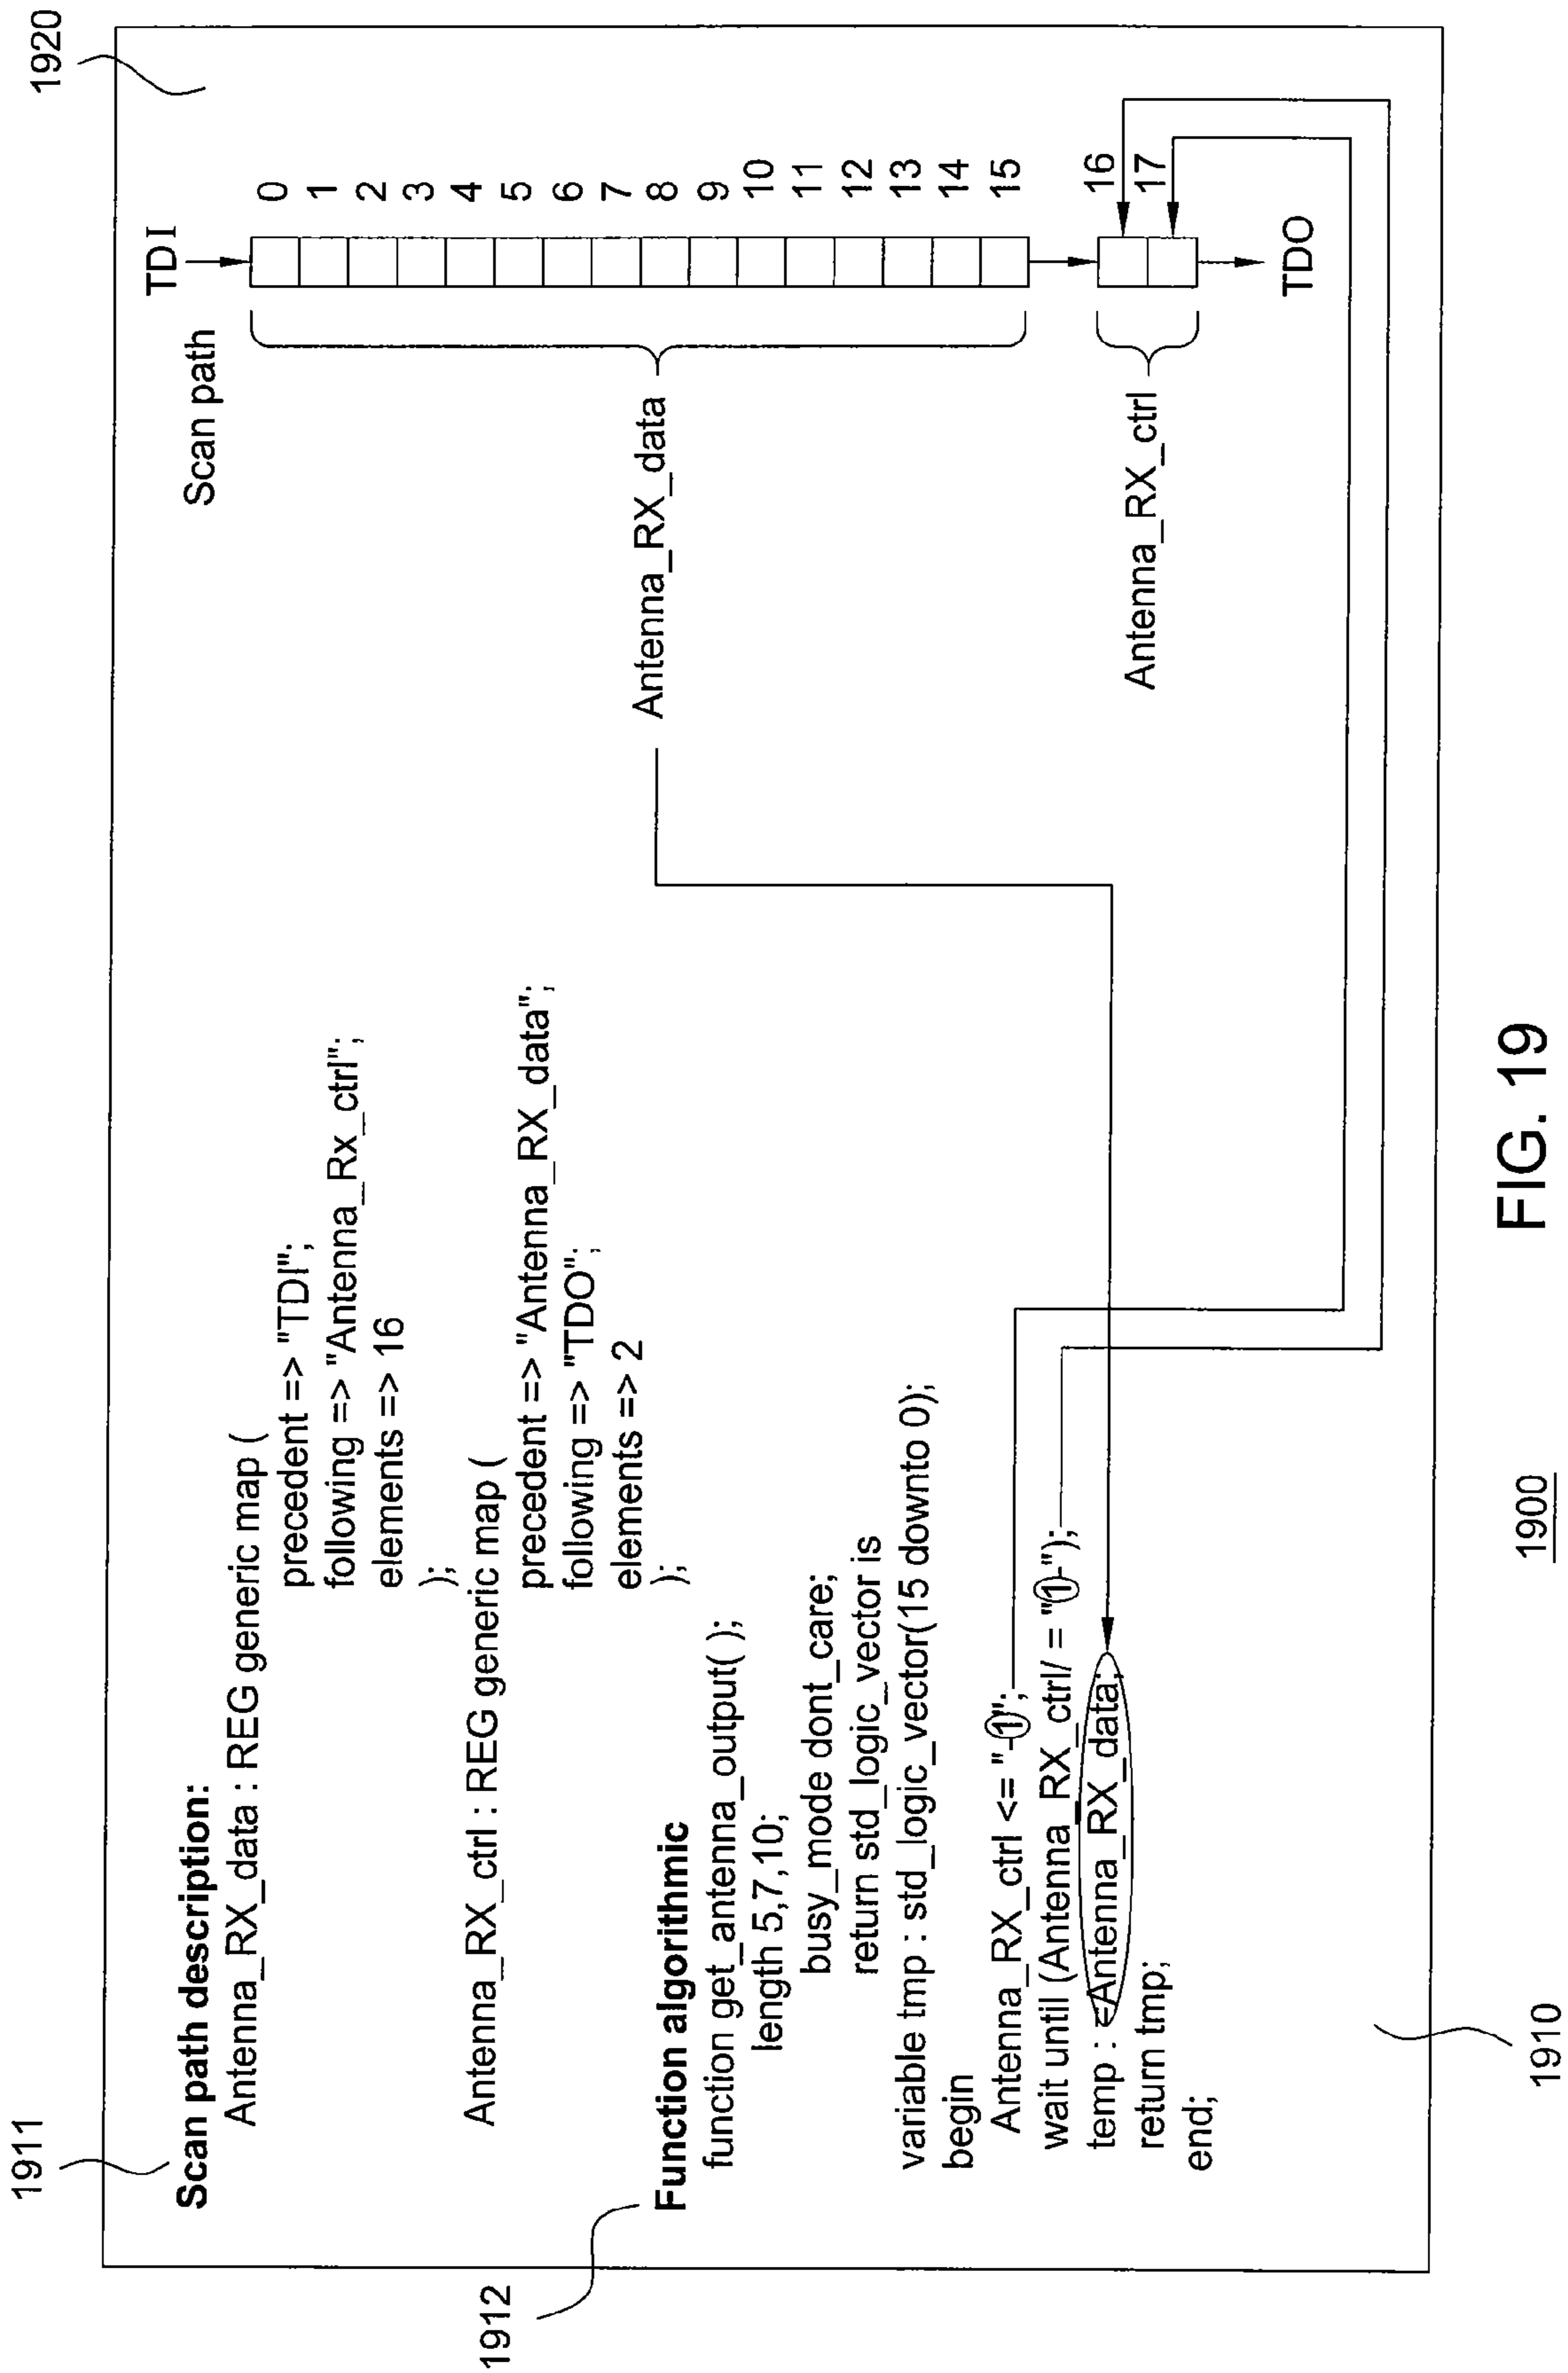 1911
Scan path description:
Antenna_RX_data : REG generic map (
precedent => "TDI";
following => "Antenna_Rx_ctrl";
elements => 16
);
Antenna_RX_ctrl : REG generic map (
precedent => "Antenna_RX_data";
following => "TDO";
elements => 2
);
1912
Function algorithmic
function get_antenna_output( );
length 5,7,10;
busy_mode dont_care;
return std_logic_vector is
variable tmp : std_logic_vector(15 downto 0);
begin
Antenna_RX_ctrl <= "-1";
wait until (Antenna_RX_ctrl/ = "1-");
temp : =Antenna_RX_data;
return tmp;
end;
1910
1920
Scan path
TDI
0
1
2
3
4
5
6
7
8
9
10
11
12
13
14
15
Antenna_RX_data
16
17
Antenna_RX_ctrl
TDO
1900
FIG. 19